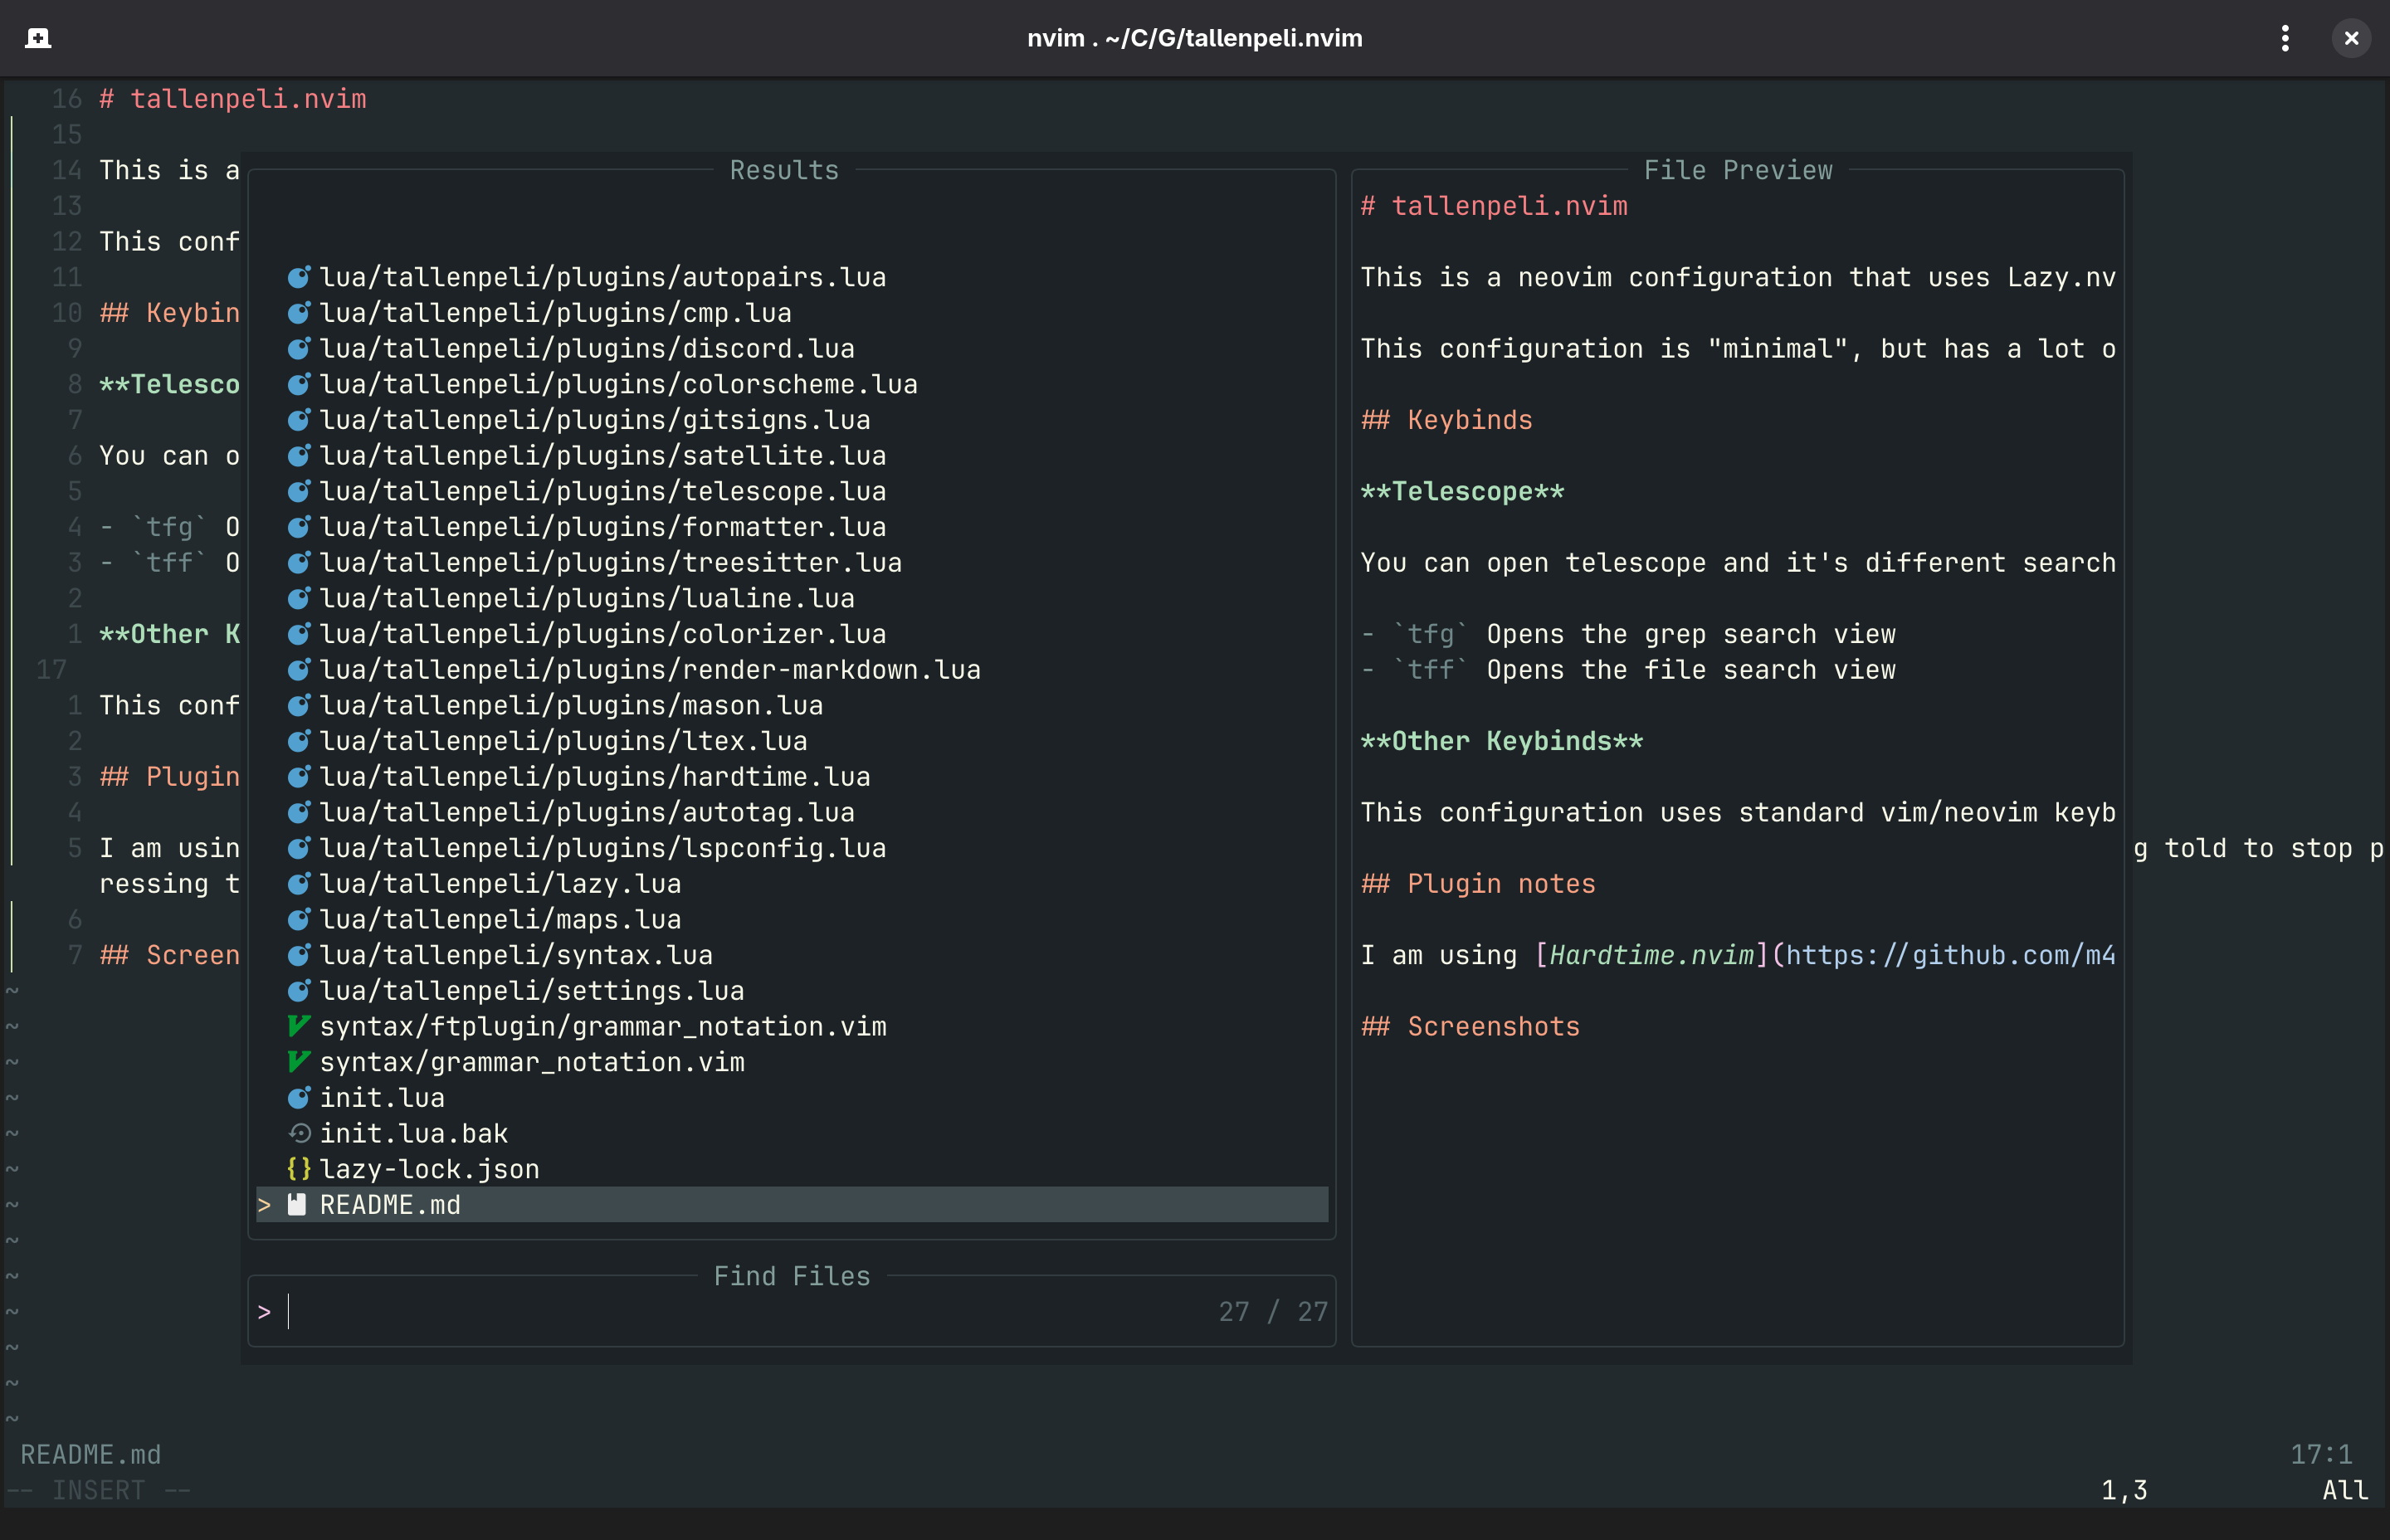 nvim . ~/C/G/tallenpeli.nvim
16 # tallenpeli.nvim
15
14 This is a
13
12 This conf
11
10 ## Keybin
9
8 **Telesco
7
6 You can o
5
4 - `tfg` O
3 - `tff` O
2
1 **Other K
17
1 This conf
2
3 ## Plugin
4
5 I am usin
g told to stop p
ressing t
6
7 ## Screen
~
~
~
~
~
~
~
~
~
~
~
~
~
Results
lua/tallenpeli/plugins/autopairs.lua
lua/tallenpeli/plugins/cmp.lua
lua/tallenpeli/plugins/discord.lua
lua/tallenpeli/plugins/colorscheme.lua
lua/tallenpeli/plugins/gitsigns.lua
lua/tallenpeli/plugins/satellite.lua
lua/tallenpeli/plugins/telescope.lua
lua/tallenpeli/plugins/formatter.lua
lua/tallenpeli/plugins/treesitter.lua
lua/tallenpeli/plugins/lualine.lua
lua/tallenpeli/plugins/colorizer.lua
lua/tallenpeli/plugins/render-markdown.lua
lua/tallenpeli/plugins/mason.lua
lua/tallenpeli/plugins/ltex.lua
lua/tallenpeli/plugins/hardtime.lua
lua/tallenpeli/plugins/autotag.lua
lua/tallenpeli/plugins/lspconfig.lua
lua/tallenpeli/lazy.lua
lua/tallenpeli/maps.lua
lua/tallenpeli/syntax.lua
lua/tallenpeli/settings.lua
syntax/ftplugin/grammar_notation.vim
syntax/grammar_notation.vim
init.lua
init.lua.bak
{} lazy-lock.json
> README.md
Find Files
> 27 / 27
File Preview
# tallenpeli.nvim
This is a neovim configuration that uses Lazy.nv
This configuration is "minimal", but has a lot o
## Keybinds
**Telescope**
You can open telescope and it's different search
- `tfg` Opens the grep search view
- `tff` Opens the file search view
**Other Keybinds**
This configuration uses standard vim/neovim keyb
## Plugin notes
I am using [Hardtime.nvim](https://github.com/m4
## Screenshots
README.md 17:1
-- INSERT -- 1,3 All